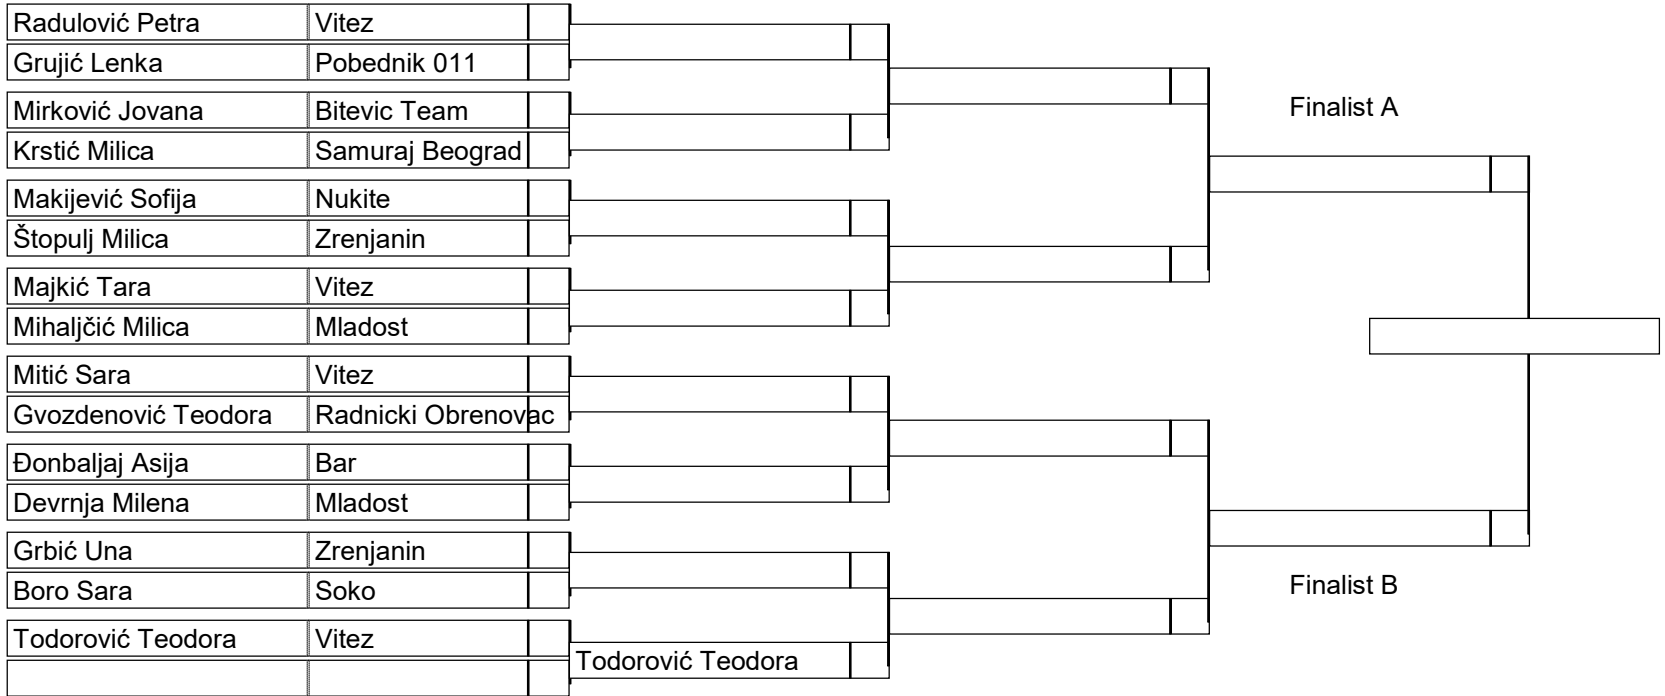 Radulović Petra Vitez
Grujić Lenka Pobednik 011
Mirković Jovana Bitevic Team
Finalist A
Krstić Milica Samuraj Beograd
Makijević Sofija Nukite
Štopulj Milica Zrenjanin
Majkić Tara Vitez
Mihaljčić Milica Mladost
Mitić Sara Vitez
Gvozdenović Teodora Radnicki Obrenovac
Đonbaljaj Asija Bar
Devrnja Milena Mladost
Grbić Una Zrenjanin
Boro Sara Soko
Finalist B
Todorović Teodora Vitez
Todorović Teodora